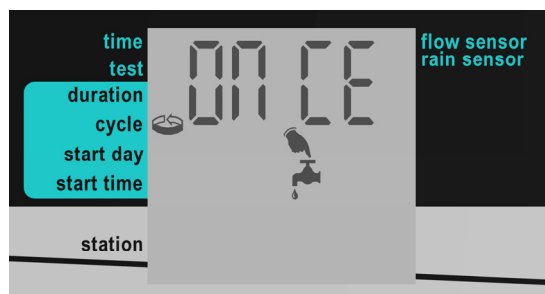 time
test
duration
cycle
start day
start time
station
ONCE
flow sensor
rain sensor